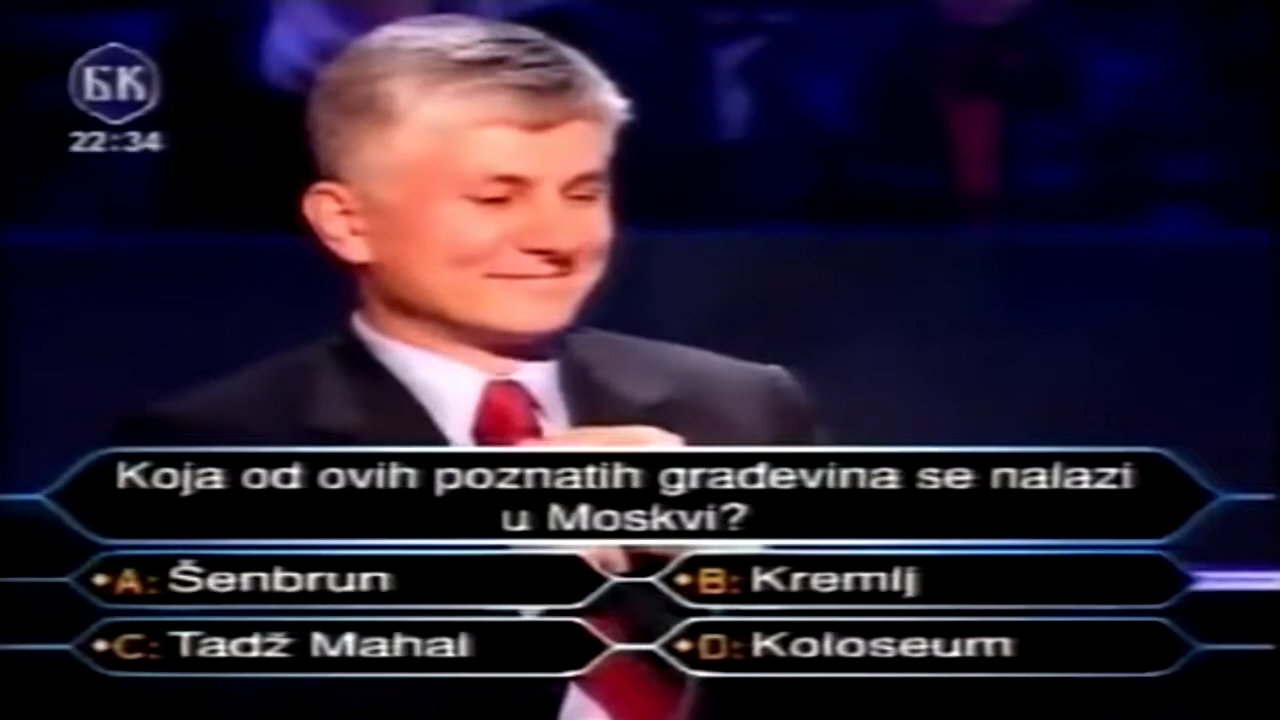 БК
22:34
Koja od ovih poznatih građevina se nalazi
u Moskvi?
A: Šenbrun
B: Kremlj
C: Tadž Mahal
D: Koloseum